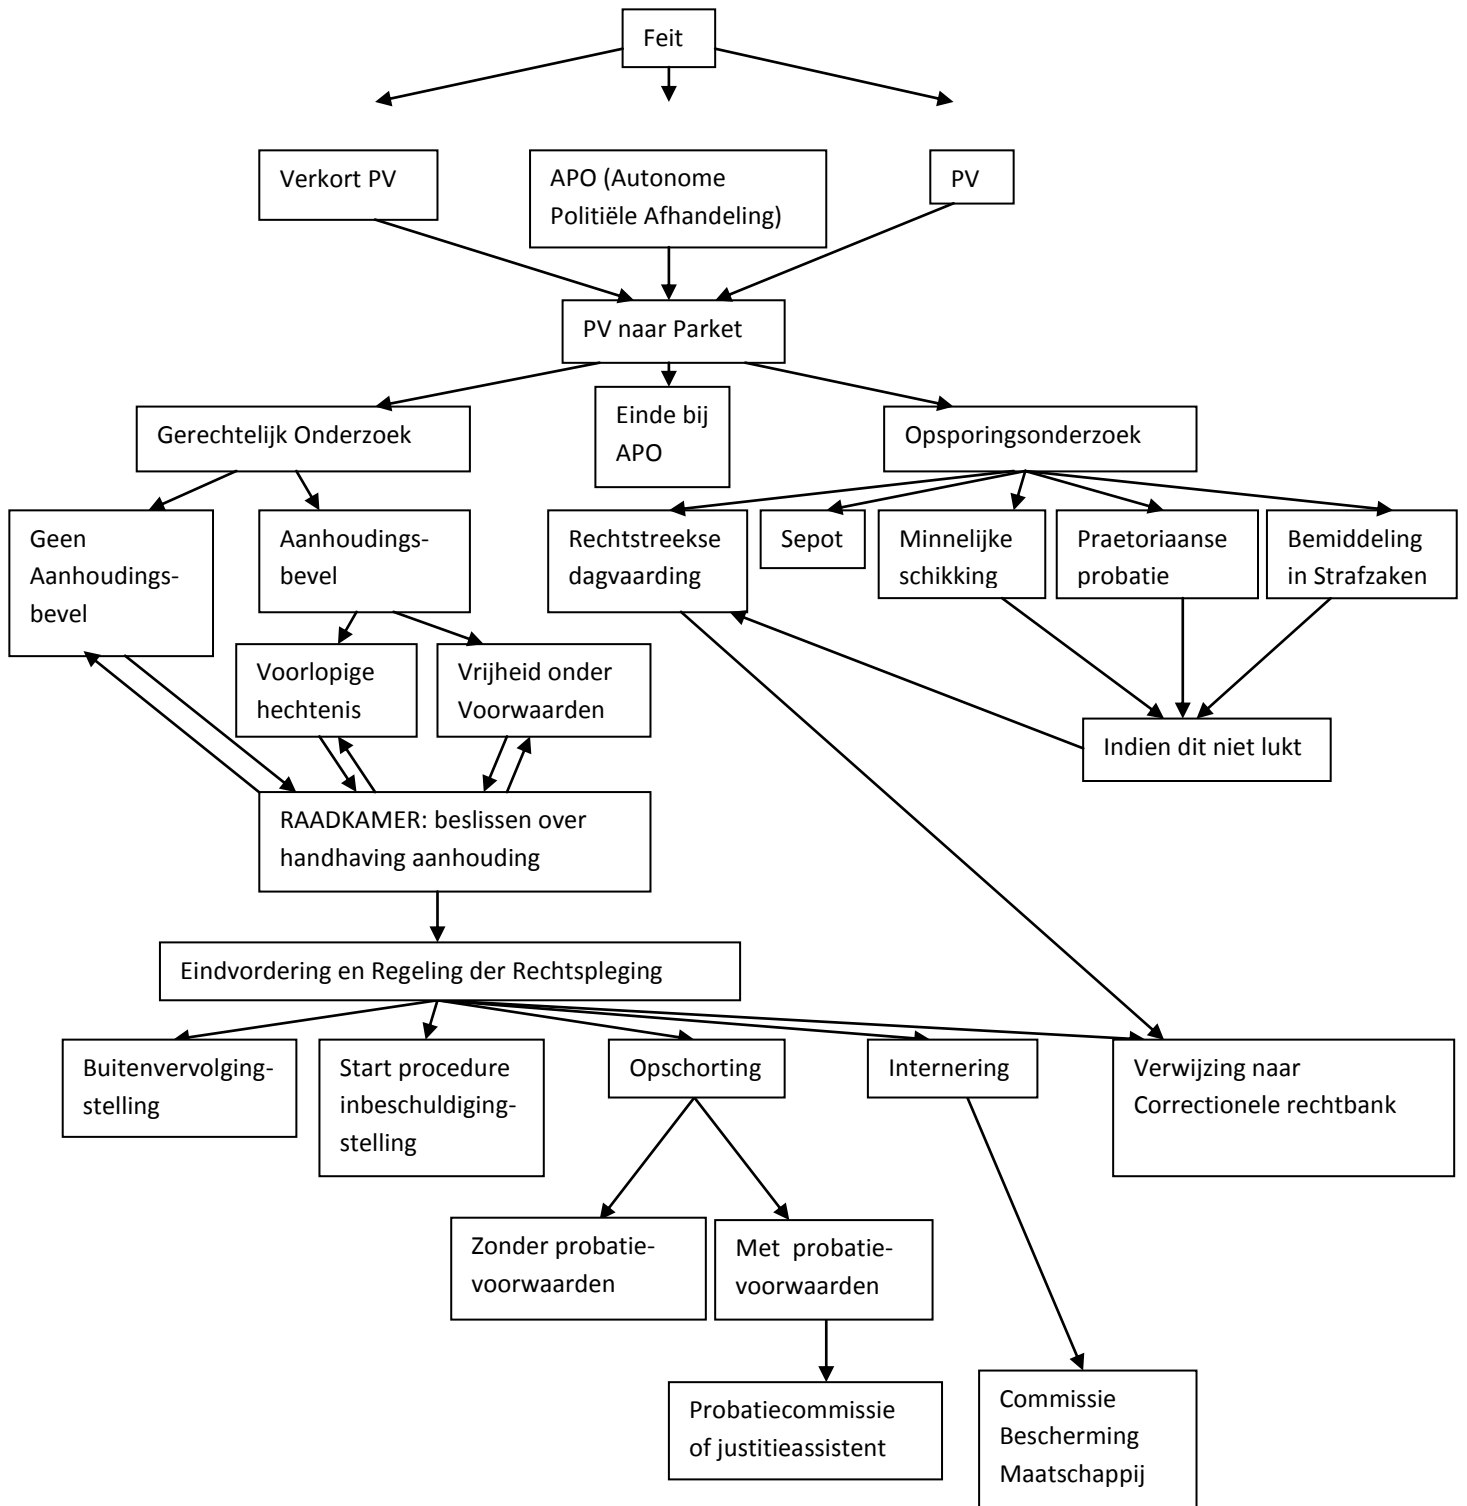 Feit
Verkort PV
APO (Autonome
Politiële Afhandeling)
PV
PV naar Parket
Gerechtelijk Onderzoek
Einde bij
APO
Opsporingsonderzoek
Geen
Aanhoudings-
bevel
Aanhoudings-
bevel
Rechtstreekse
dagvaarding
Sepot
Minnelijke
schikking
Praetoriaanse
probatie
Bemiddeling
in Strafzaken
Voorlopige
hechtenis
Vrijheid onder
Voorwaarden
Indien dit niet lukt
RAADKAMER: beslissen over
handhaving aanhouding
Eindvordering en Regeling der Rechtspleging
Buitenvervolging-
stelling
Start procedure
inbeschuldiging-
stelling
Opschorting
Internering
Verwijzing naar
Correctionele rechtbank
Zonder probatie-
voorwaarden
Met  probatie-
voorwaarden
Probatiecommissie
of justitieassistent
Commissie
Bescherming
Maatschappij